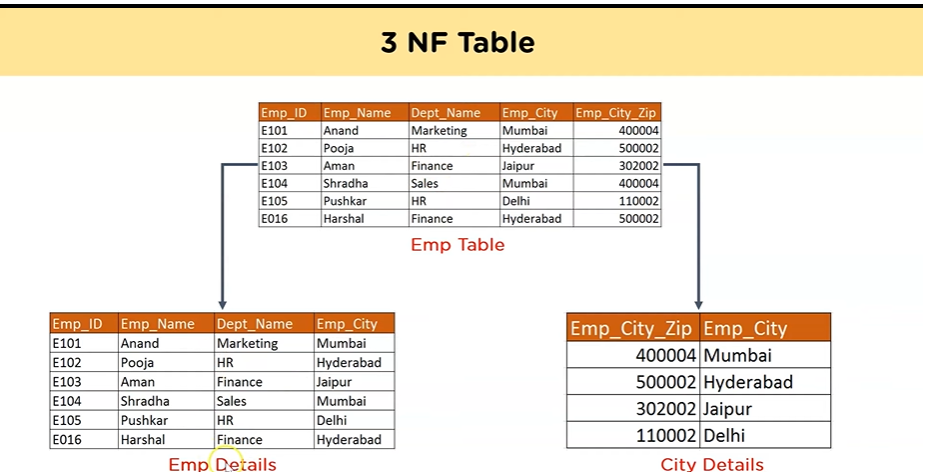 3 NF Table
Emp_ID Emp_Name Dept_Name Emp_City Emp_City_Zip
E101 Anand Marketing Mumbai 400004
E102 Pooja HR Hyderabad 500002
E103 Aman Finance Jaipur 302002
E104 Shradha Sales Mumbai 400004
E105 Pushkar HR Delhi 110002
E016 Harshal Finance Hyderabad 500002
Emp Table
Emp_ID Emp_Name Dept_Name Emp_City
E101 Anand Marketing Mumbai
E102 Pooja HR Hyderabad
E103 Aman Finance Jaipur
E104 Shradha Sales Mumbai
E105 Pushkar HR Delhi
E016 Harshal Finance Hyderabad
Emp Details
Emp_City_Zip Emp_City
400004 Mumbai
500002 Hyderabad
302002 Jaipur
110002 Delhi
City Details